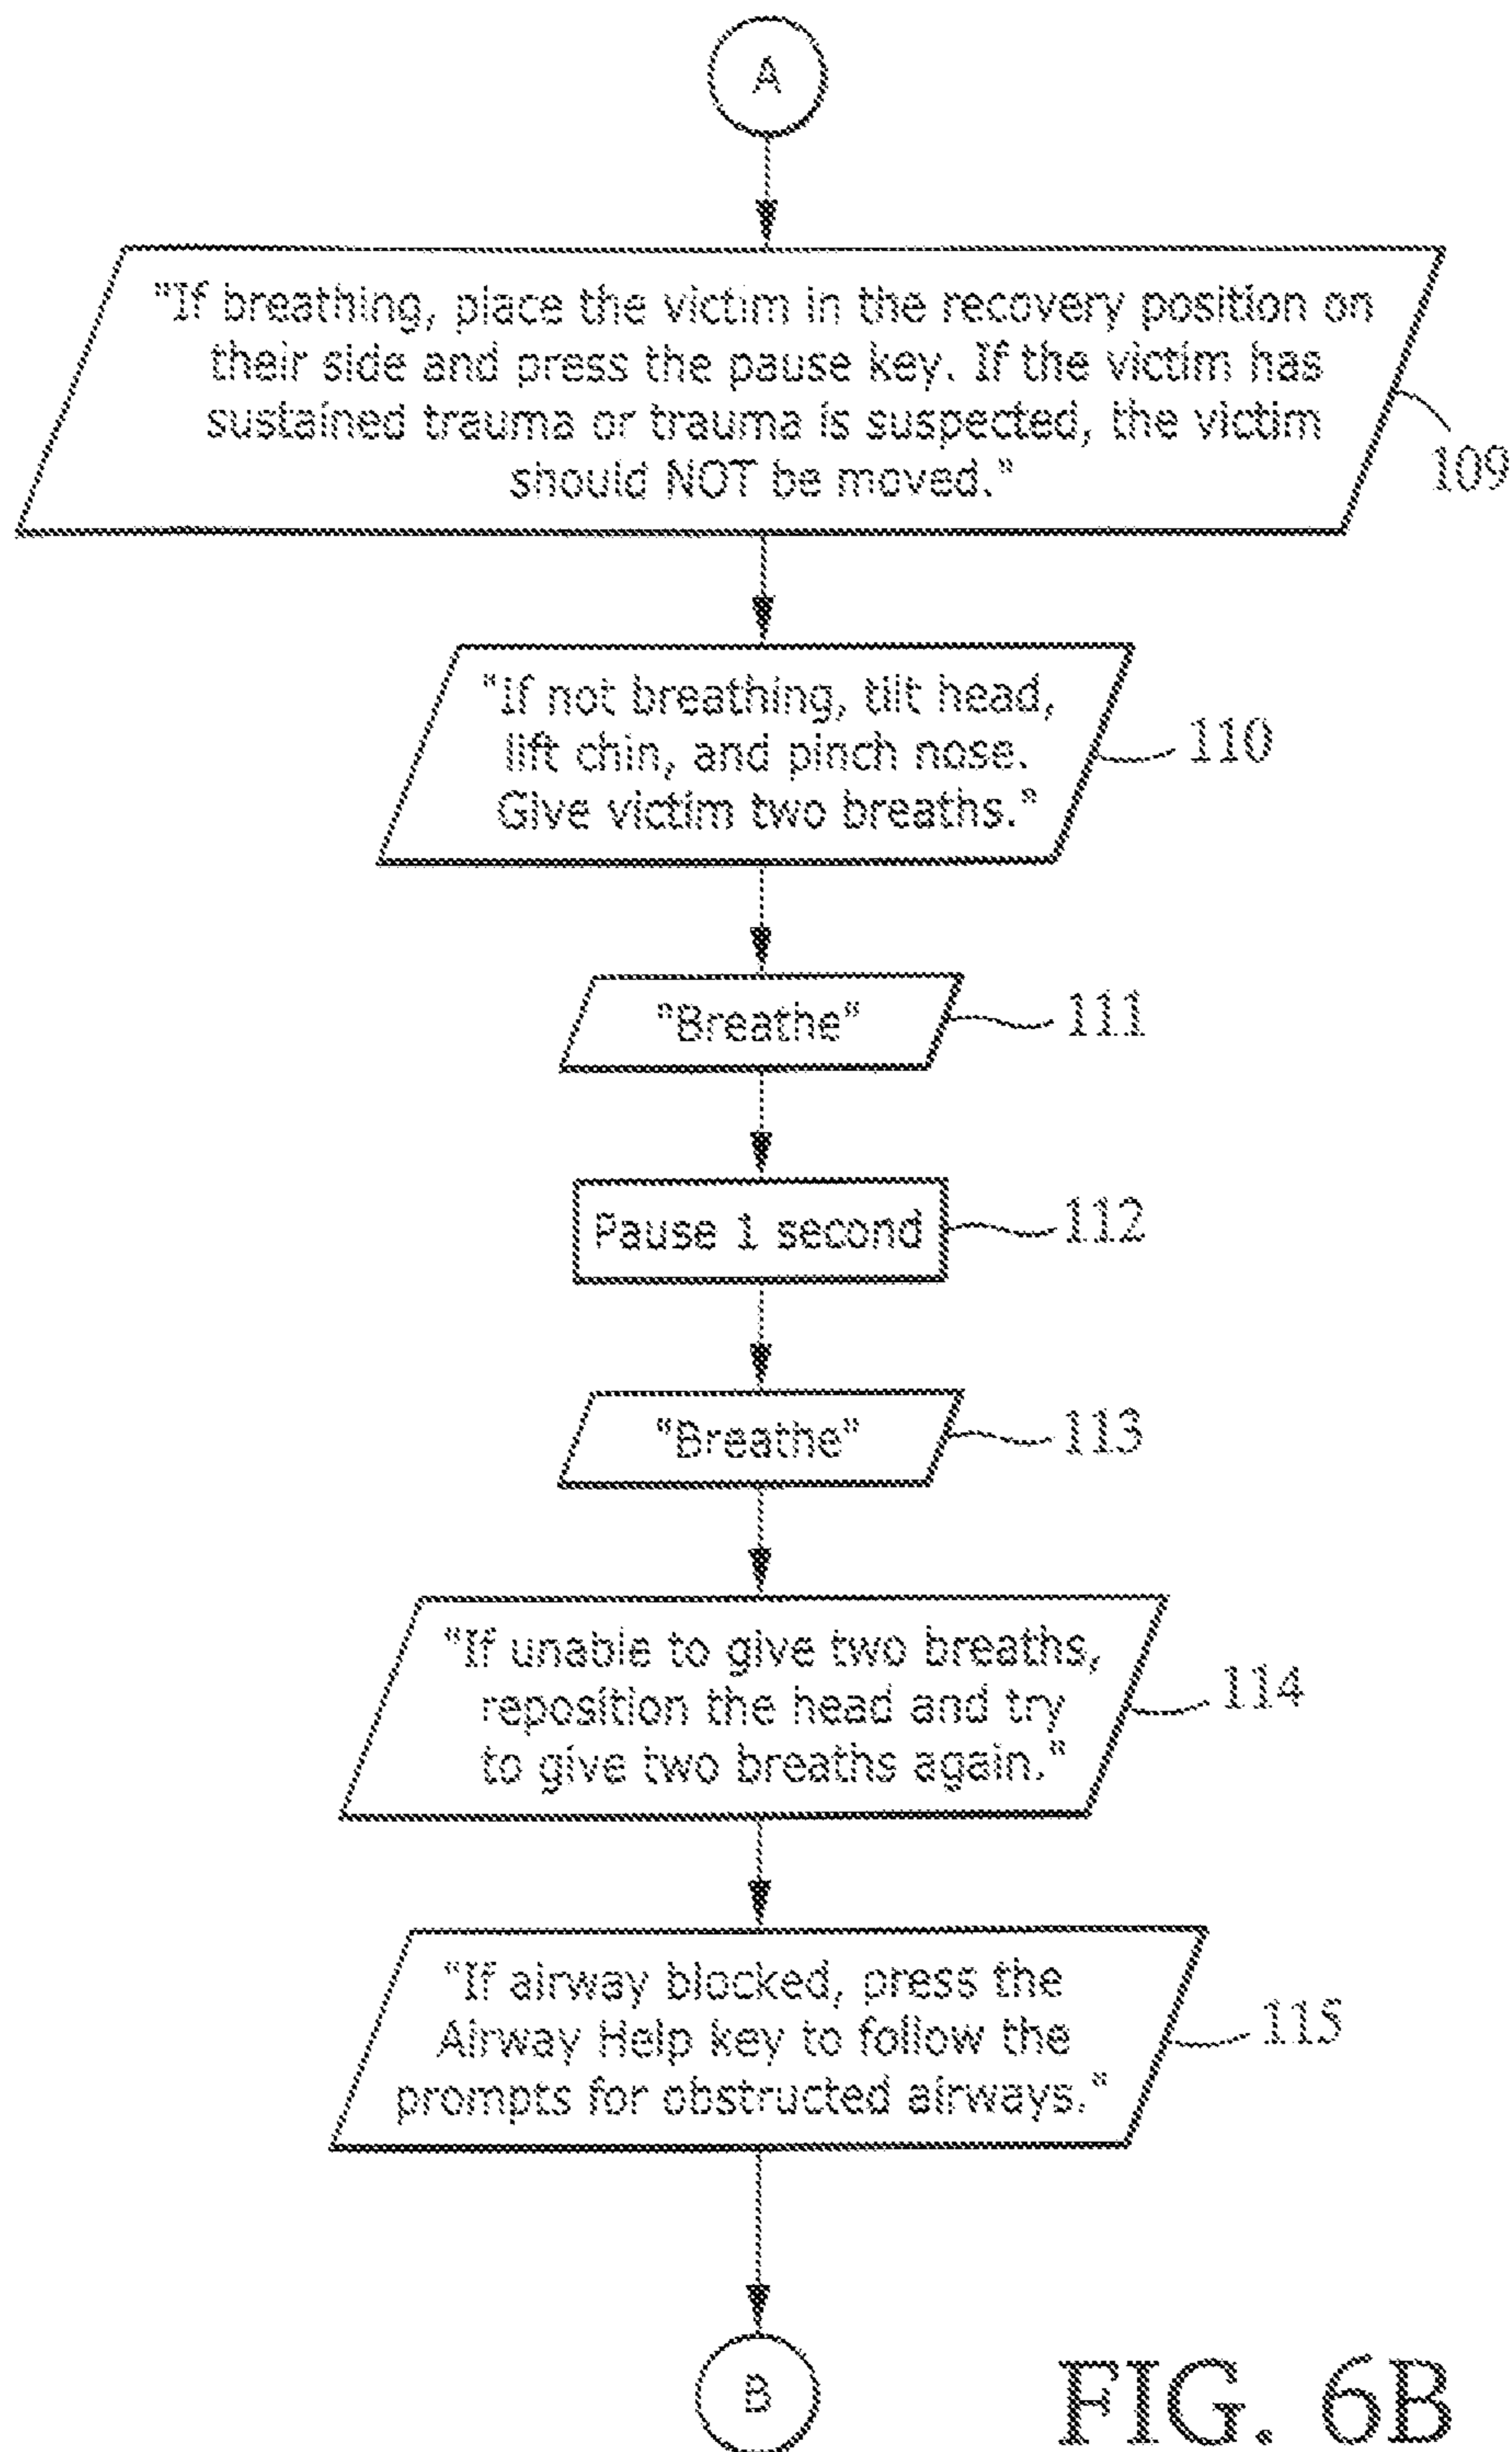 A
"If breathing, place the victim in the recovery position on
their side and press the pause key. If the victim has
sustained trauma or trauma is suspected, the victim
should NOT be moved."
109
"If not breathing, tilt head,
lift chin, and pinch nose.
Give victim two breaths."
110
"Breathe"
111
Pause 1 second
112
"Breathe"
113
"If unable to give two breaths,
reposition the head and try
to give two breaths again."
114
"If airway blocked, press the
Airway Help key to follow the
prompts for obstructed airways."
115
B
FIG. 6B